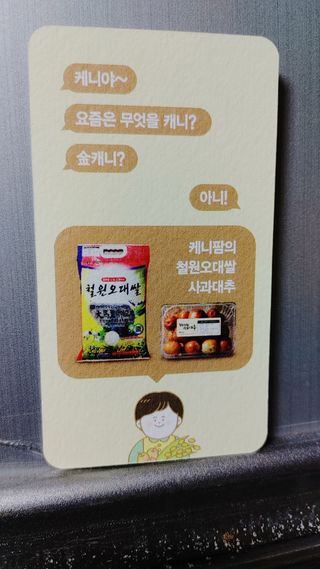 케니야~
요즘은 무엇을 캐니?
金캐니?
아니!
케니팜의
철원오대쌀
사과대추
철원오대쌀